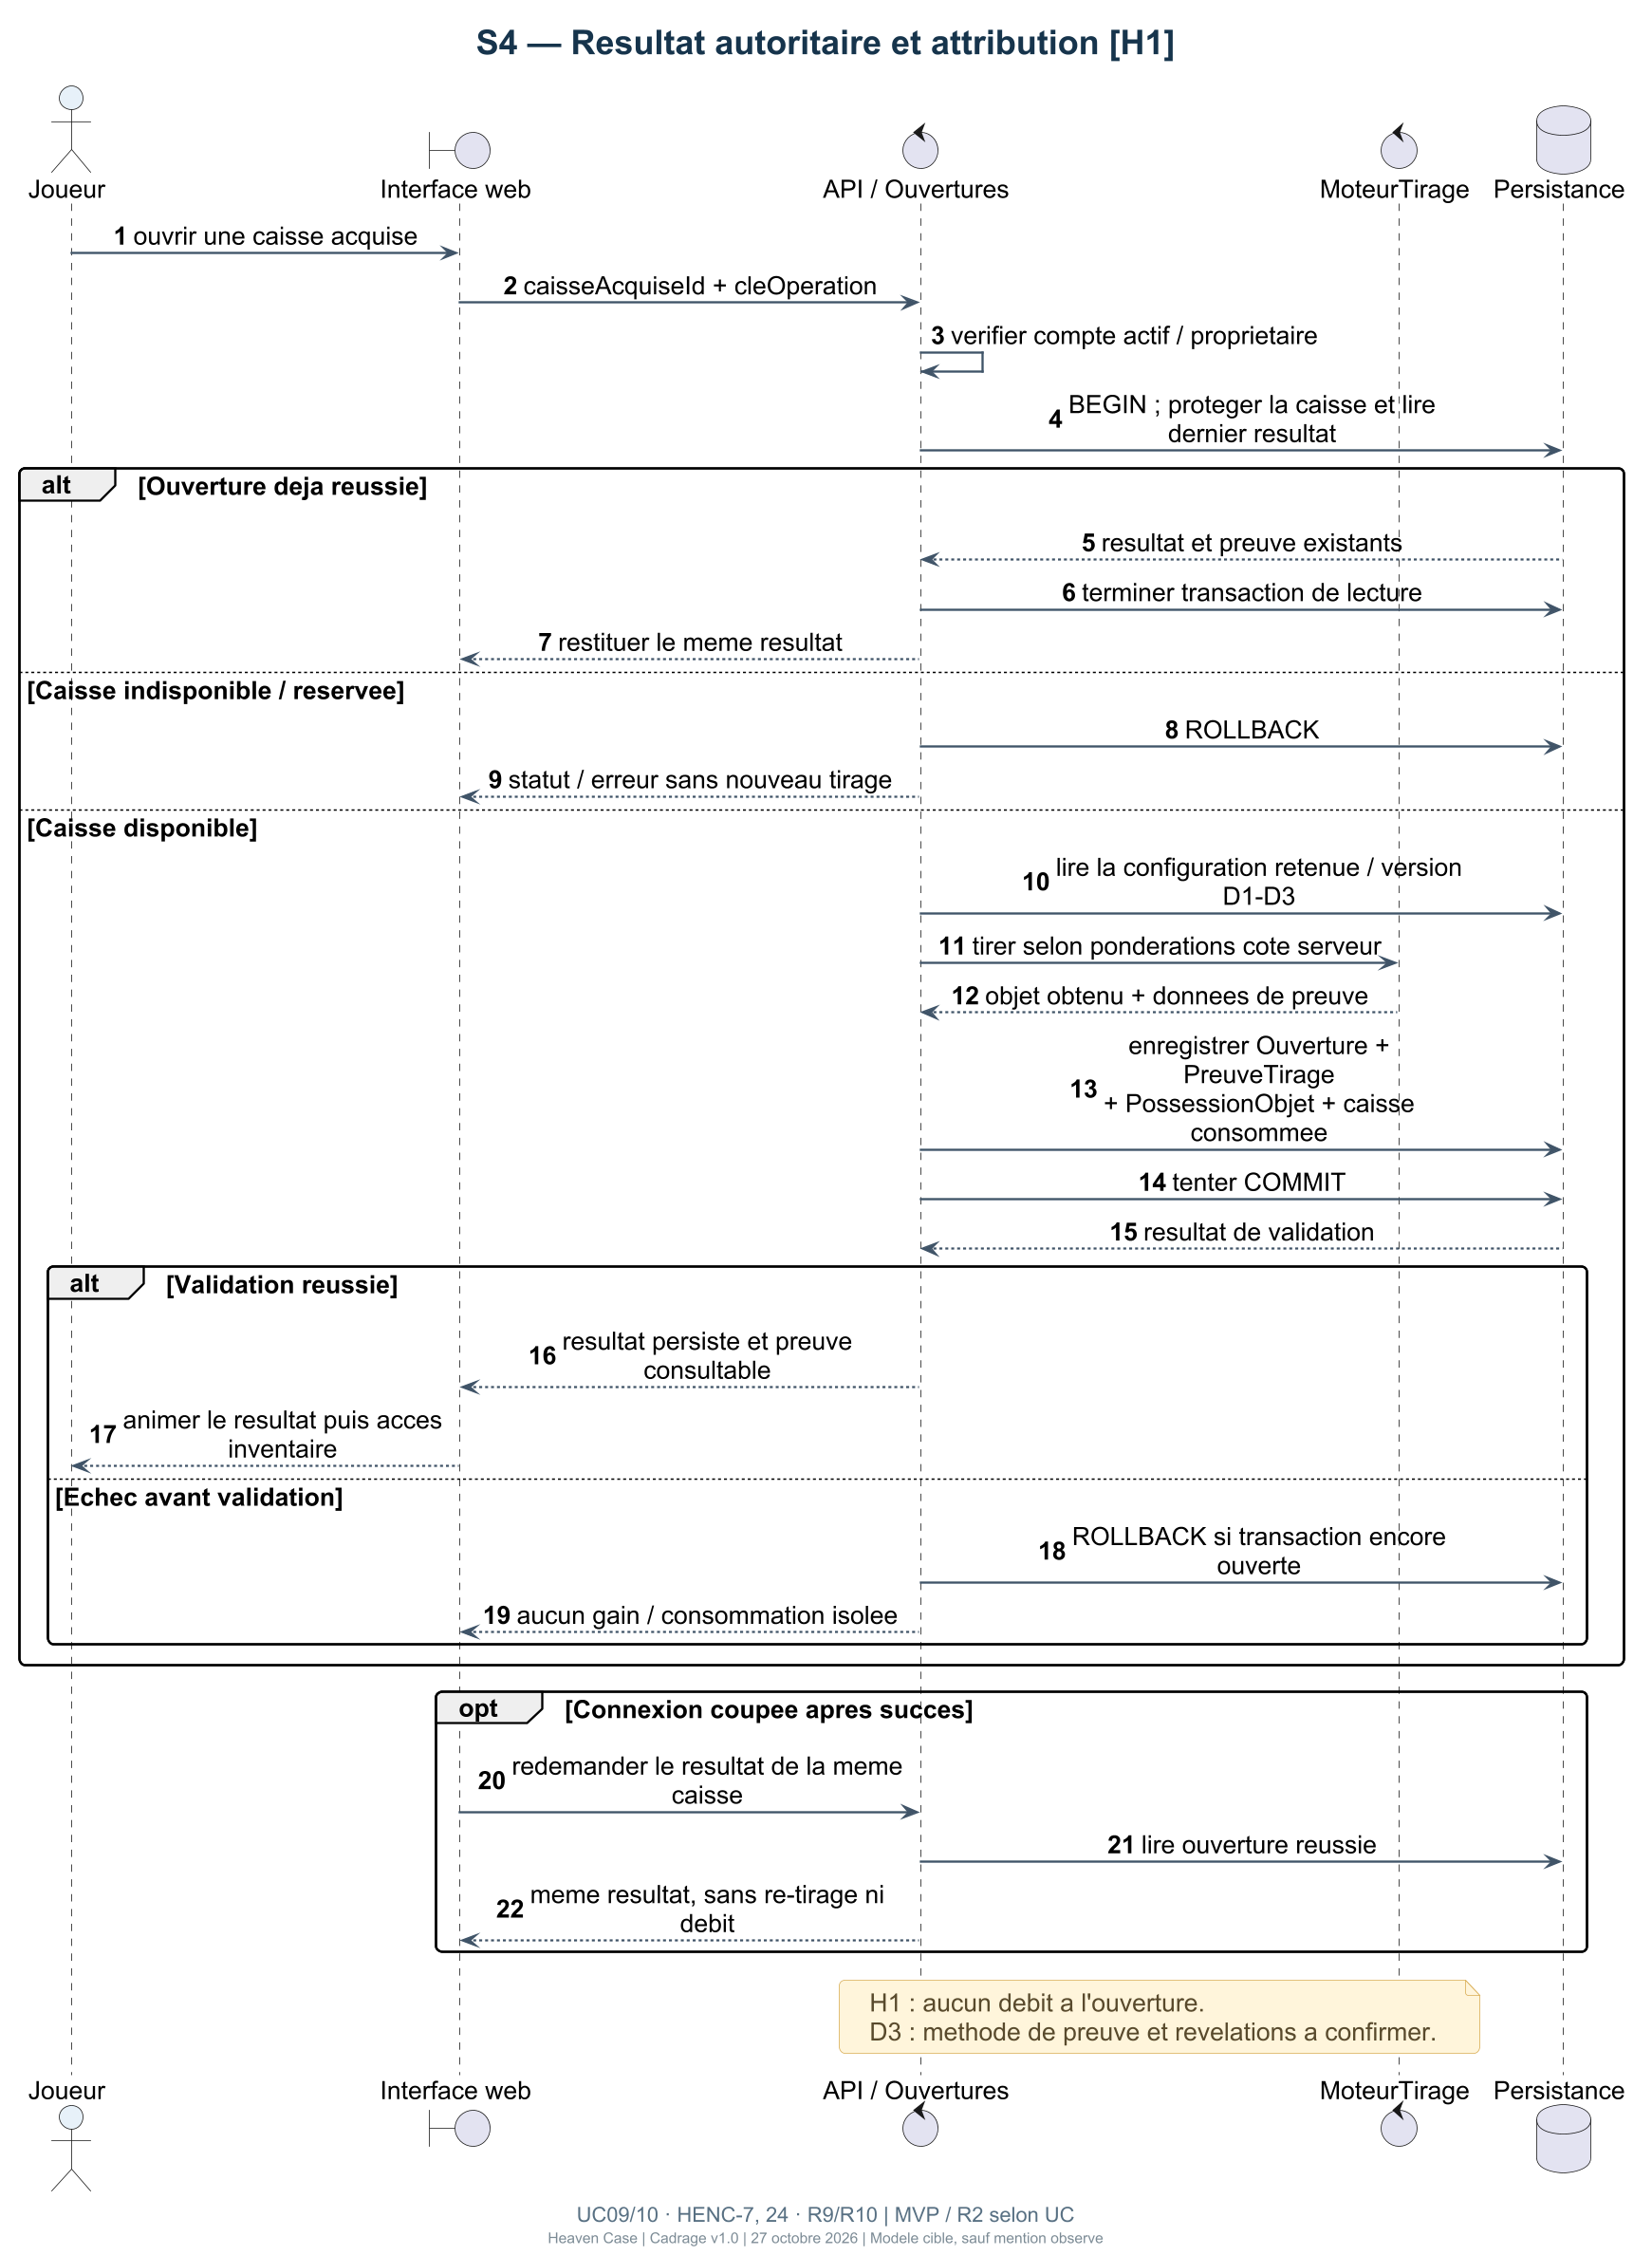 S4 — Resultat autoritaire et attribution [H1]
Joueur
Interface web
API / Ouvertures
MoteurTirage
Persistance
1 ouvrir une caisse acquise
2 caisseAcquiseId + cleOperation
3 verifier compte actif / proprietaire
4 BEGIN ; proteger la caisse et lire
dernier resultat
alt [Ouverture deja reussie]
5 resultat et preuve existants
6 terminer transaction de lecture
7 restituer le meme resultat
[Caisse indisponible / reservee]
8 ROLLBACK
9 statut / erreur sans nouveau tirage
[Caisse disponible]
10 lire la configuration retenue / version
D1-D3
11 tirer selon ponderations cote serveur
12 objet obtenu + donnees de preuve
enregistrer Ouverture +
PreuveTirage
13 + PossessionObjet + caisse
consommee
14 tenter COMMIT
15 resultat de validation
alt [Validation reussie]
16 resultat persiste et preuve
consultable
17 animer le resultat puis acces
inventaire
[Echec avant validation]
18 ROLLBACK si transaction encore
ouverte
19 aucun gain / consommation isolee
opt [Connexion coupee apres succes]
20 redemander le resultat de la meme
caisse
21 lire ouverture reussie
22 meme resultat, sans re-tirage ni
debit
H1 : aucun debit a l'ouverture.
D3 : methode de preuve et revelations a confirmer.
Joueur
Interface web
API / Ouvertures
MoteurTirage
Persistance
UC09/10 · HENC-7, 24 · R9/R10 | MVP / R2 selon UC
Heaven Case | Cadrage v1.0 | 27 octobre 2026 | Modele cible, sauf mention observe